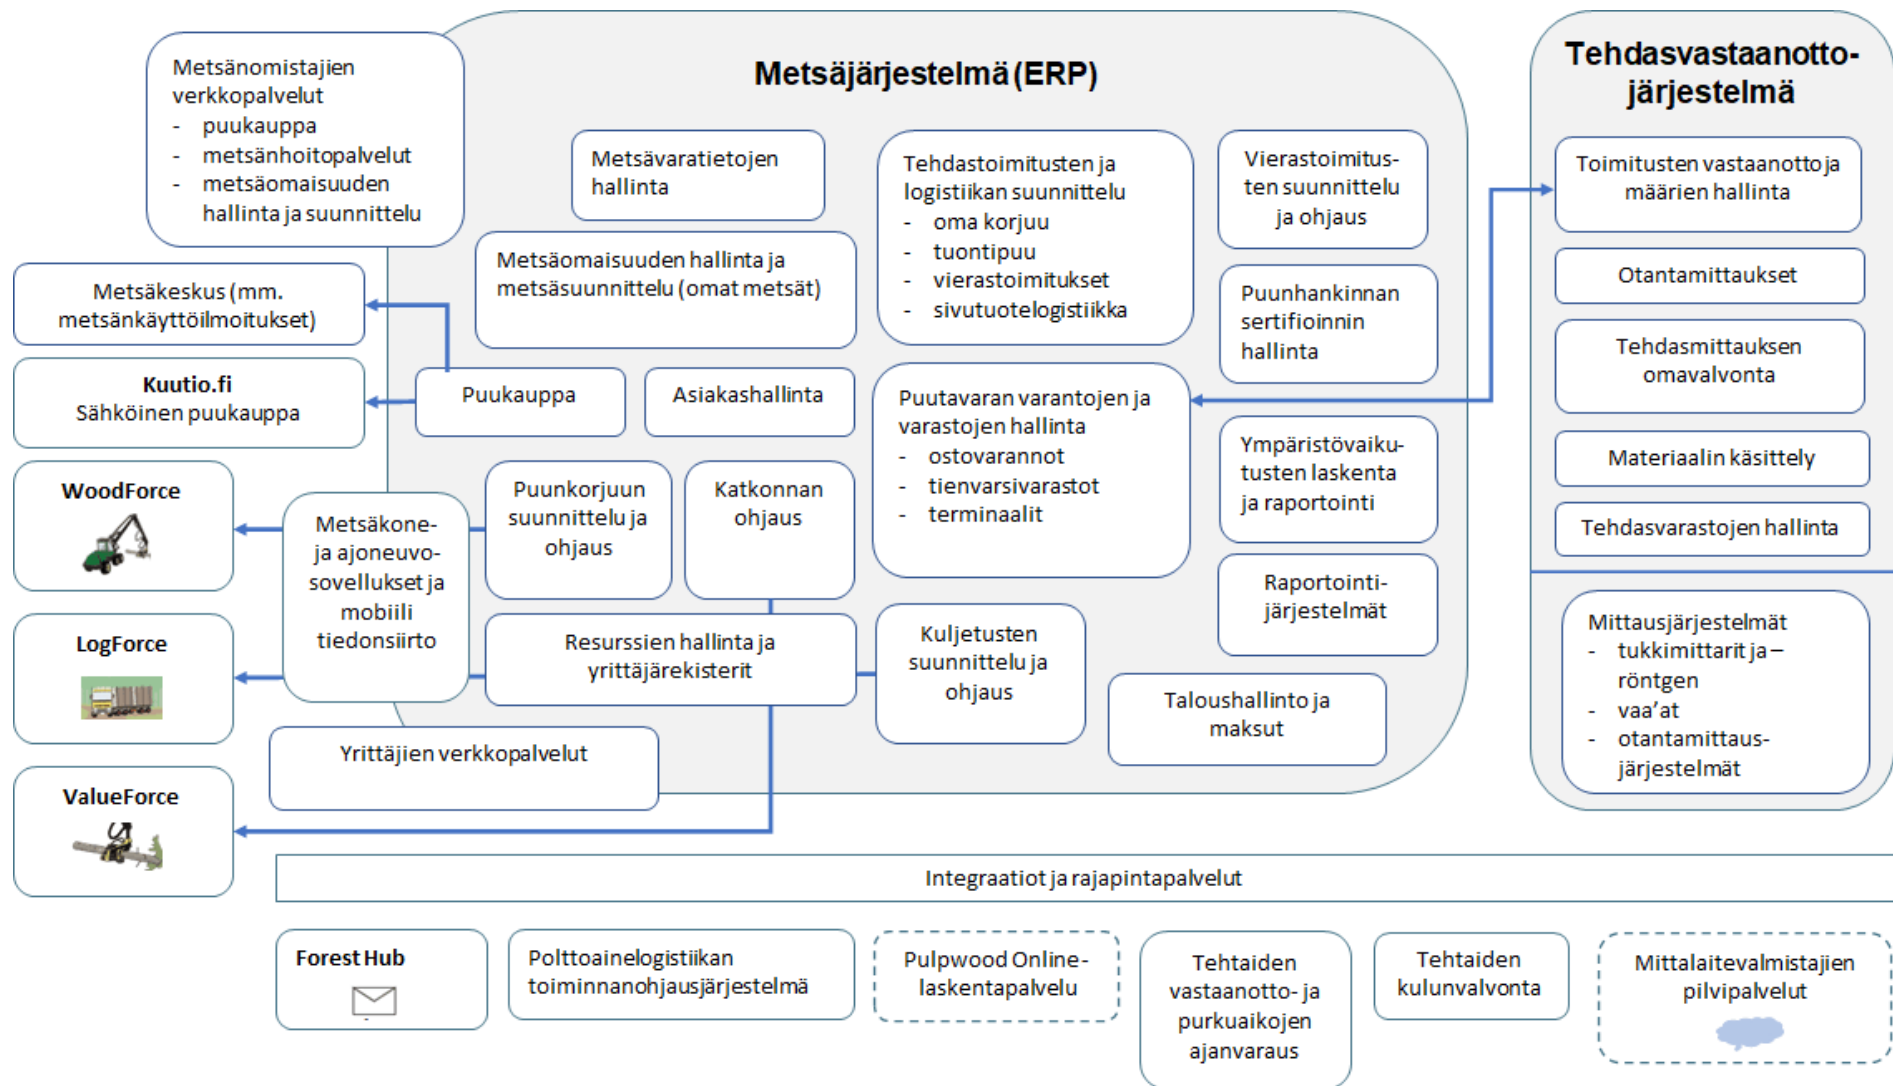 Metsänomistajien
verkkopalvelut
- puukauppa
- metsänhoitopalvelut
- metsäomaisuuden
hallinta ja suunnittelu
Metsäjärjestelmä (ERP)
Metsävaratietojen
hallinta
Metsäomaisuuden hallinta ja
metsäsuunnittelu (omat metsät)
Tehdastoimitusten ja
logistiikan suunnittelu
- oma korjuu
- tuontipuu
- vierastoimitukset
- sivutuotelogistiikka
Vierastoimitus-
ten suunnittelu
ja ohjaus
Puunhankinnan
sertifioinnin
hallinta
Metsäkeskus (mm.
metsänkäyttöilmoitukset)
Kuutio.fi
Sähköinen puukauppa
Puukauppa
Asiakashallinta
Puutavaran varantojen ja
varastojen hallinta
- ostovarannot
- tienvarsivarastot
- terminaalit
Ympäristövaiku-
tusten laskenta
ja raportointi
WoodForce
Metsäkone-
ja ajoneuvo-
sovellukset ja
mobiili
tiedonsiirto
Puunkorjuun
suunnittelu ja
ohjaus
Katkonnan
ohjaus
Raportointi-
järjestelmät
LogForce
Resurssien hallinta ja
yrittäjärekisterit
Kuljetusten
suunnittelu ja
ohjaus
Taloushallinto ja
maksut
Yrittäjien verkkopalvelut
ValueForce
Tehdasvastaanotto-
järjestelmä
Toimitusten vastaanotto ja
määrien hallinta
Otantamittaukset
Tehdasmittauksen
omavalvonta
Materiaalin käsittely
Tehdasvarastojen hallinta
Mittausjärjestelmät
- tukkimittarit ja –
röntgen
- vaa’at
- otantamittaus-
järjestelmät
Integraatiot ja rajapintapalvelut
Forest Hub
Polttoainelogistiikan
toiminnanohjausjärjestelmä
Pulpwood Online-
laskentapalvelu
Tehtaiden
vastaanotto- ja
purkuaikojen
ajanvaraus
Tehtaiden
kulunvalvonta
Mittalaitevalmistajien
pilvipalvelut